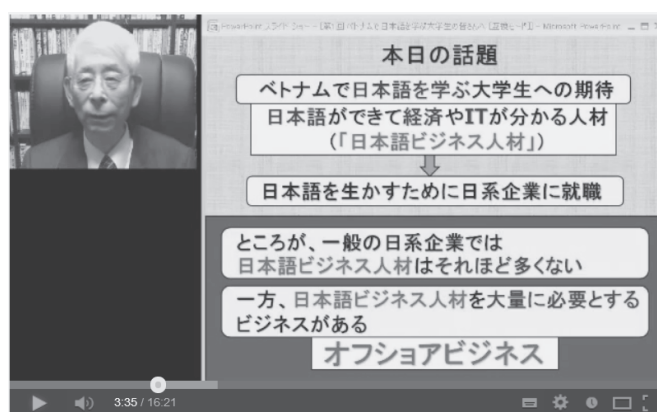 本日の話題
ベトナムで日本語を学ぶ大学生への期待
日本語ができて経済やITが分かる人材
(「日本語ビジネス人材」)
日本語を生かすために日系企業に就職
ところが、一般の日系企業では
日本語ビジネス人材はそれほど多くない
一方、日本語ビジネス人材を大量に必要とする
ビジネスがある
オフショアビジネス
3:35 / 16:21